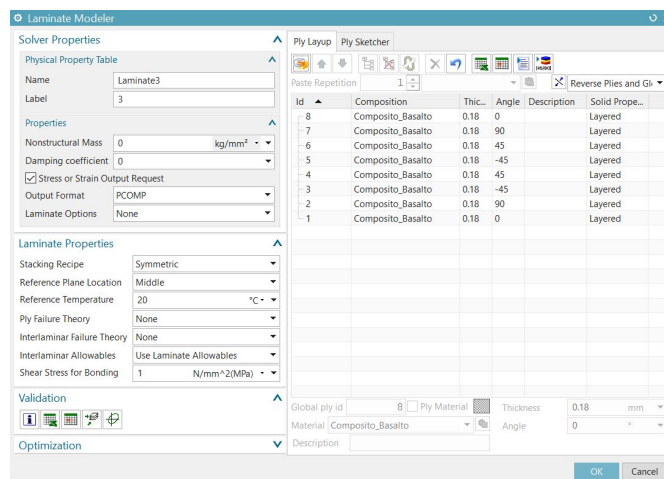 Laminate Modeler
Solver Properties
Physical Property Table
Name Laminate3
Label 3
Properties
Nonstructural Mass 0 kg/mm²
Damping coefficient 0
Stress or Strain Output Request
Output Format PCOMP
Laminate Options None
Laminate Properties
Stacking Recipe Symmetric
Reference Plane Location Middle
Reference Temperature 20 °C
Ply Failure Theory None
Interlaminar Failure Theory None
Interlaminar Allowables Use Laminate Allowables
Shear Stress for Bonding 1 N/mm^2(MPa)
Validation
Optimization
Ply Layup Ply Sketcher
Paste Repetition 1 Reverse Plies and Gl
Id Composition Thic... Angle Description Solid Prope...
8 Composito_Basalto 0.18 0 Layered
7 Composito_Basalto 0.18 90 Layered
6 Composito_Basalto 0.18 45 Layered
5 Composito_Basalto 0.18 -45 Layered
4 Composito_Basalto 0.18 45 Layered
3 Composito_Basalto 0.18 -45 Layered
2 Composito_Basalto 0.18 90 Layered
1 Composito_Basalto 0.18 0 Layered
Global ply id 8 Ply Material Thickness 0.18 mm
Material Composito_Basalto Angle 0 °
Description
OK Cancel